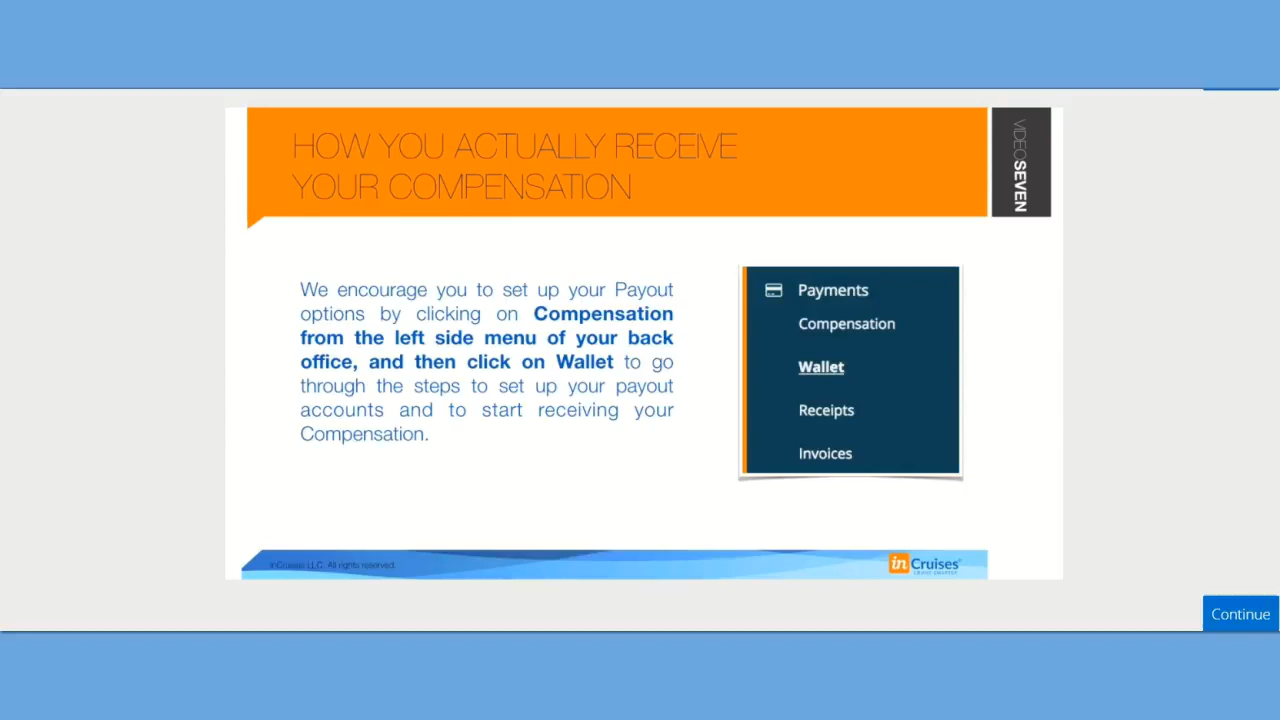 HOW YOU ACTUALLY RECEIVE
YOUR COMPENSATION
VIDEOSEVEN
We encourage you to set up your Payout
options by clicking on Compensation
from the left side menu of your back
office, and then click on Wallet to go
through the steps to set up your payout
accounts and to start receiving your
Compensation.
Payments
Compensation
Wallet
Receipts
Invoices
inCruises LLC. All rights reserved.
inCruises®
CRUISE SMARTER
Continue